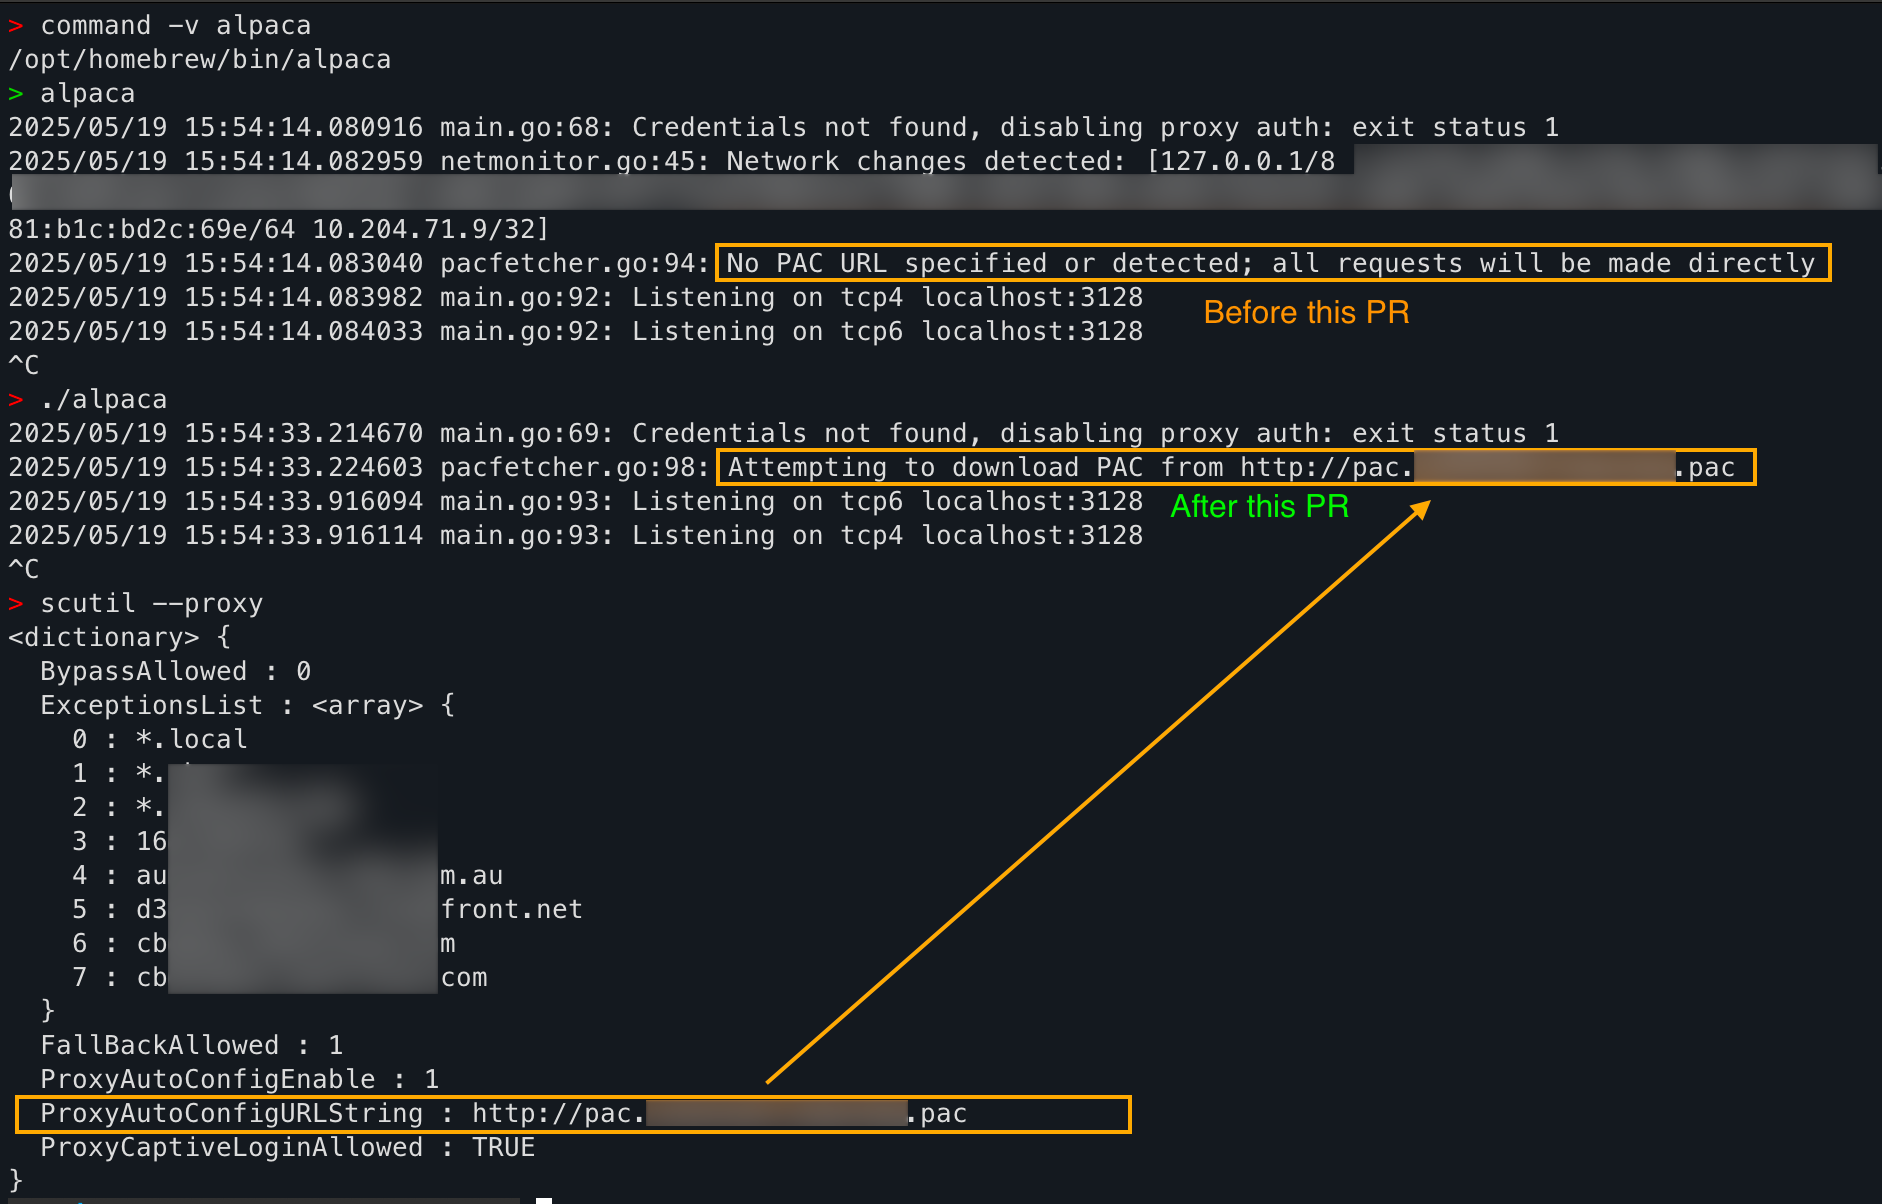 > command -v alpaca
/opt/homebrew/bin/alpaca
> alpaca
2025/05/19 15:54:14.080916 main.go:68: Credentials not found, disabling proxy auth: exit status 1
2025/05/19 15:54:14.082959 netmonitor.go:45: Network changes detected: [127.0.0.1/8
81:b1c:bd2c:69e/64 10.204.71.9/32]
2025/05/19 15:54:14.083040 pacfetcher.go:94: No PAC URL specified or detected; all requests will be made directly
2025/05/19 15:54:14.083982 main.go:92: Listening on tcp4 localhost:3128
Before this PR
2025/05/19 15:54:14.084033 main.go:92: Listening on tcp6 localhost:3128
^C
> ./alpaca
2025/05/19 15:54:33.214670 main.go:69: Credentials not found, disabling proxy auth: exit status 1
2025/05/19 15:54:33.224603 pacfetcher.go:98: Attempting to download PAC from http://pac. .pac
2025/05/19 15:54:33.916094 main.go:93: Listening on tcp6 localhost:3128
After this PR
2025/05/19 15:54:33.916114 main.go:93: Listening on tcp4 localhost:3128
^C
> scutil --proxy
<dictionary> {
BypassAllowed : 0
ExceptionsList : <array> {
0 : *.local
1 : *.
2 : *.
3 : 16
4 : au m.au
5 : d3 front.net
6 : cb m
7 : cb com
}
FallBackAllowed : 1
ProxyAutoConfigEnable : 1
ProxyAutoConfigURLString : http://pac. .pac
ProxyCaptiveLoginAllowed : TRUE
}